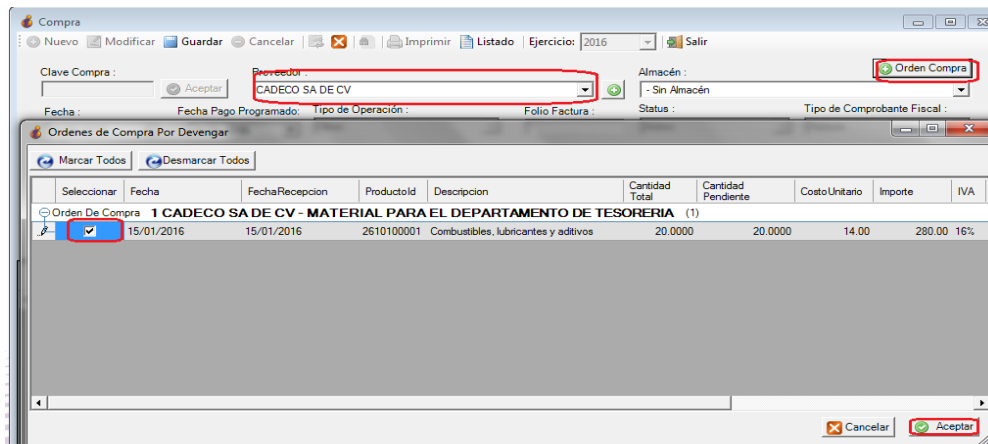 Compra
Nuevo Modificar Guardar Cancelar Imprimir Listado Ejercicio: 2016 Salir
Clave Compra : Proveedor : Almacén : Orden Compra
Aceptar CADECO SA DE CV - Sin Almacén
Fecha : Fecha Pago Programado: Tipo de Operación : Folio Factura : Status : Tipo de Comprobante Fiscal :
Ordenes de Compra Por Devengar
Marcar Todos Desmarcar Todos
Seleccionar Fecha FechaRecepcion ProductoId Descripcion Cantidad Total Cantidad Pendiente CostoUnitario Importe IVA
Orden De Compra 1 CADECO SA DE CV - MATERIAL PARA EL DEPARTAMENTO DE TESORERIA (1)
15/01/2016 15/01/2016 2610100001 Combustibles, lubricantes y aditivos 20.0000 20.0000 14.00 280.00 16%
Cancelar Aceptar